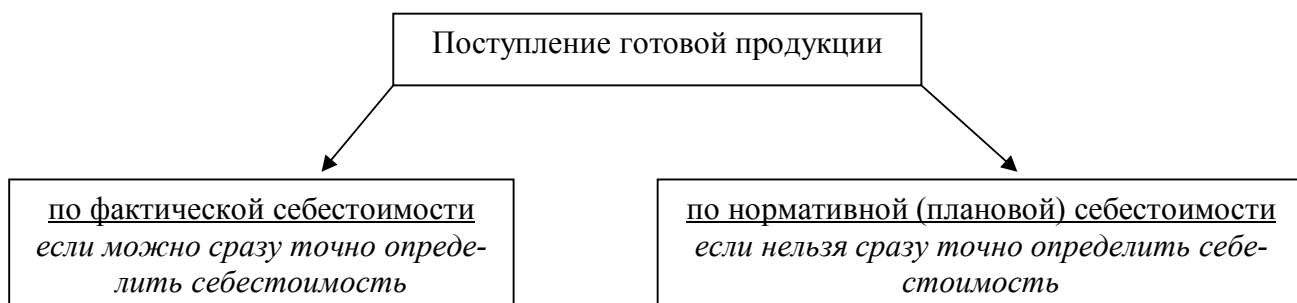 Поступление готовой продукции
по фактической себестоимости
если можно сразу точно опреде-
лить себестоимость
по нормативной (плановой) себестоимости
если нельзя сразу точно определить себе-
стоимость